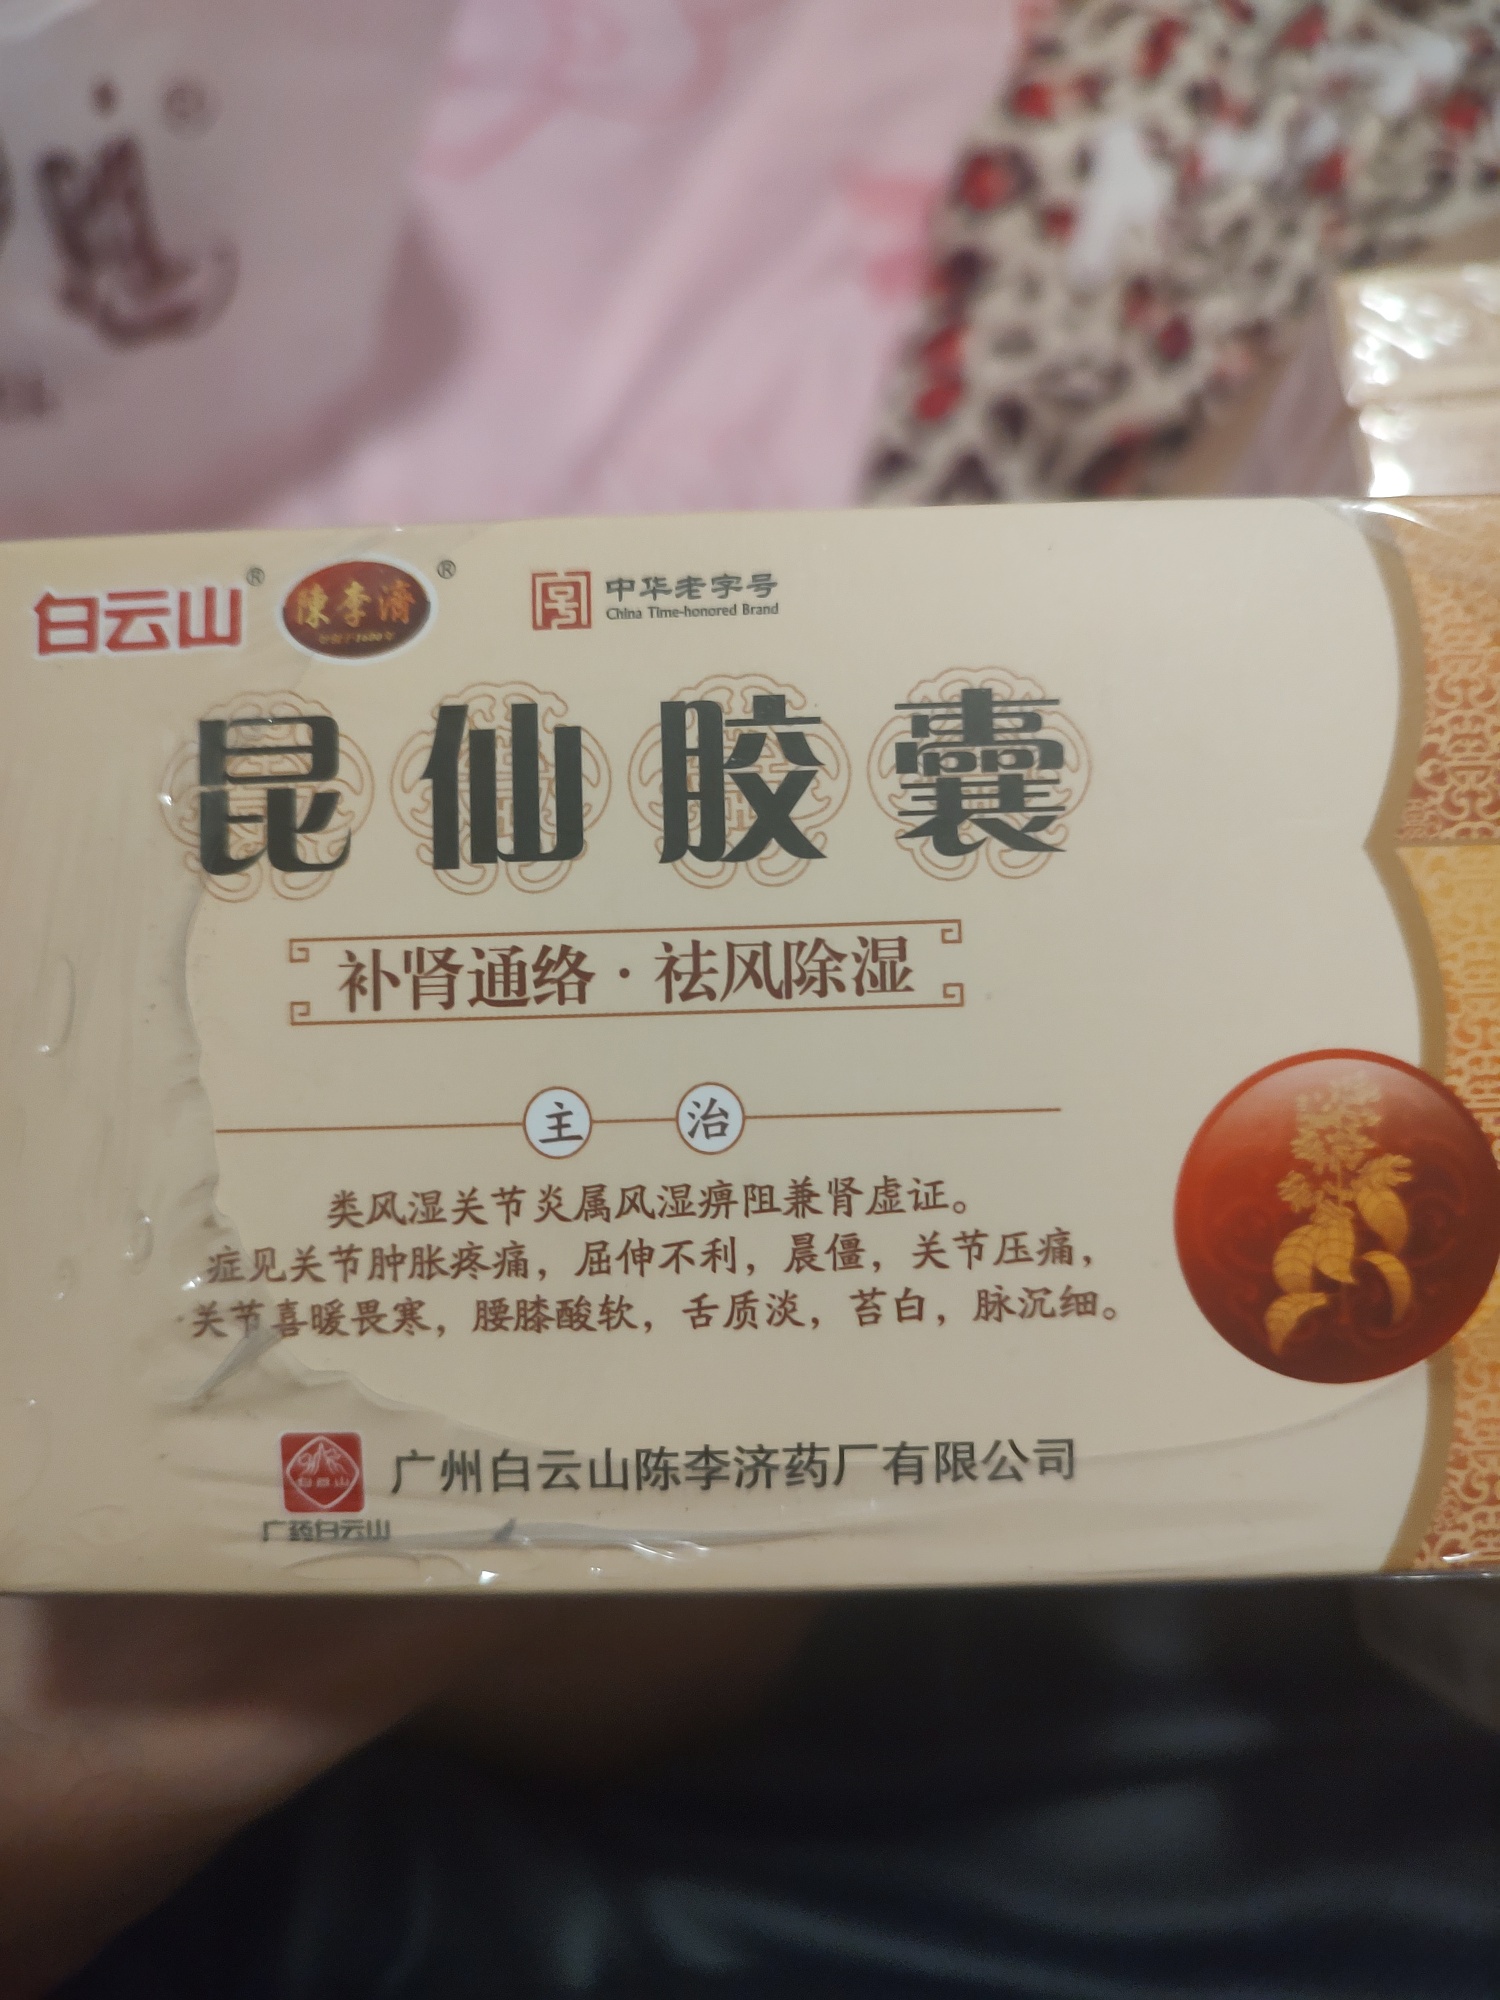 白云山® 陳李濟® 号 中华老字号
China Time-honored Brand
昆仙胶囊
补肾通络·祛风除湿
主治
类风湿关节炎属风湿痹阻兼肾虚证。
症见关节肿胀疼痛，屈伸不利，晨僵，关节压痛，
关节喜暖畏寒，腰膝酸软，舌质淡，苔白，脉沉细。
白云山 广州白云山陈李济药厂有限公司
广药白云山